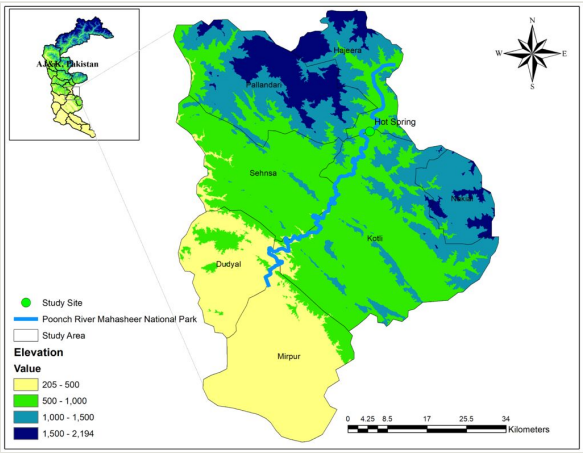 AJ&K, Pakistan
N
W E
S
Hajeera
Pallandari
Hot Spring
Sehnsa
Nakial
Kotli
Dudyal
Mirpur
Study Site
Poonch River Mahasheer National Park
Study Area
Elevation
Value
205 - 500
500 - 1,000
1,000 - 1,500
1,500 - 2,194
0 4.25 8.5 17 25.5 34
Kilometers